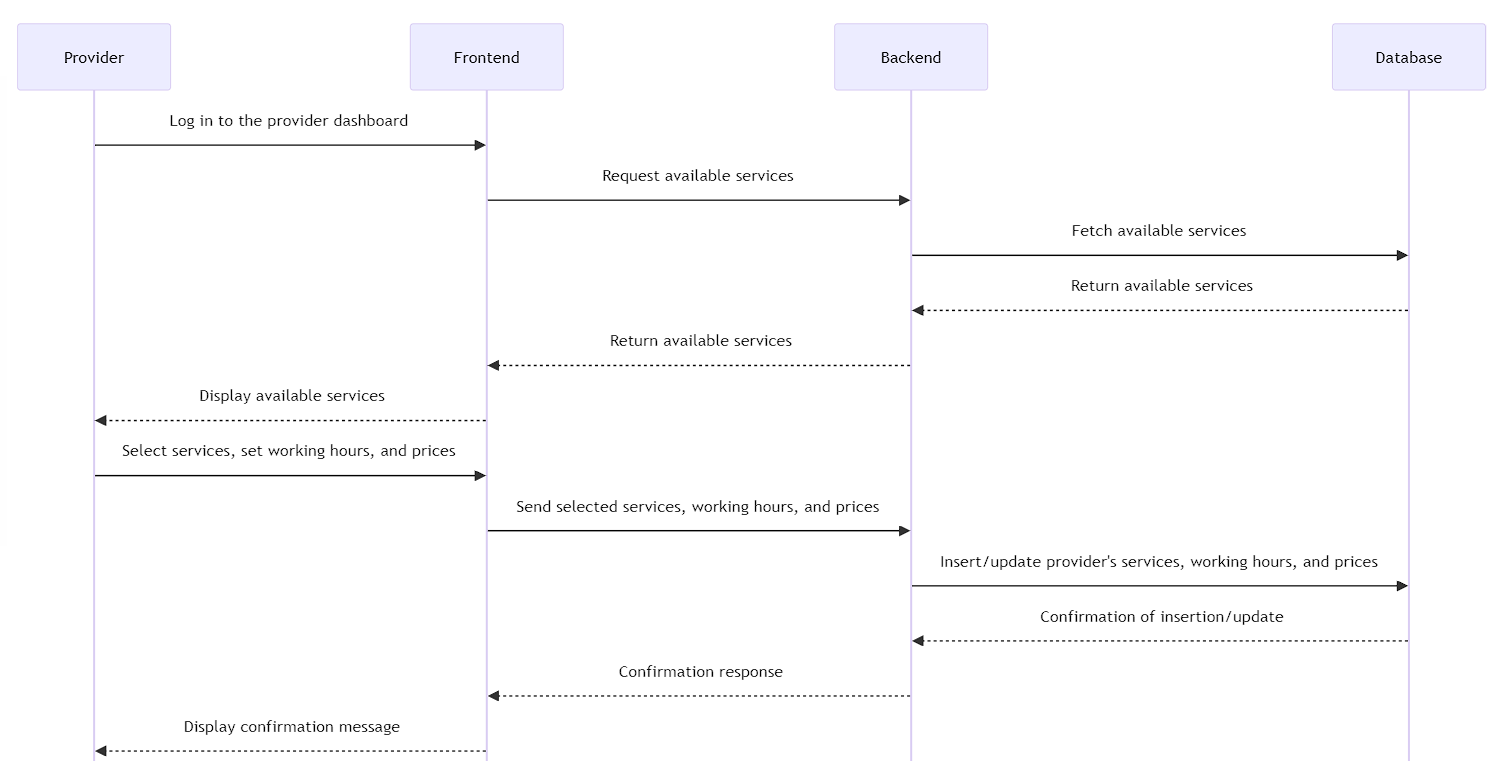 Provider
Frontend
Backend
Database
Log in to the provider dashboard
Request available services
Fetch available services
Return available services
Return available services
Display available services
Select services, set working hours, and prices
Send selected services, working hours, and prices
Insert/update provider's services, working hours, and prices
Confirmation of insertion/update
Confirmation response
Display confirmation message